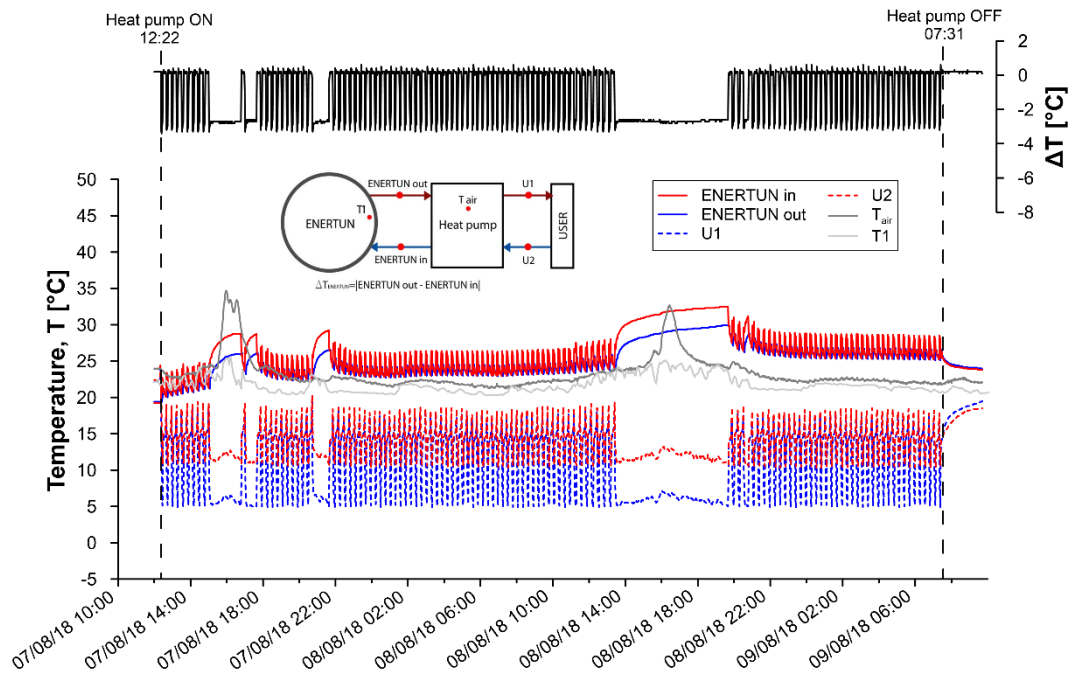 Heat pump ON
12:22
Heat pump OFF
07:31
2
0
-2
-4
-6
-8
ΔT [°C]
50
45
40
35
30
25
20
15
10
5
0
-5
Temperature, T [°C]
ENERTUN
T1
ENERTUN out
ENERTUN in
T air
Heat pump
U1
U2
USER
ΔTENERTUN=|ENERTUN out - ENERTUN in|
ENERTUN in
ENERTUN out
U1
U2
Tair
T1
07/08/18 10:00
07/08/18 14:00
07/08/18 18:00
07/08/18 22:00
08/08/18 02:00
08/08/18 06:00
08/08/18 10:00
08/08/18 14:00
08/08/18 18:00
08/08/18 22:00
09/08/18 02:00
09/08/18 06:00